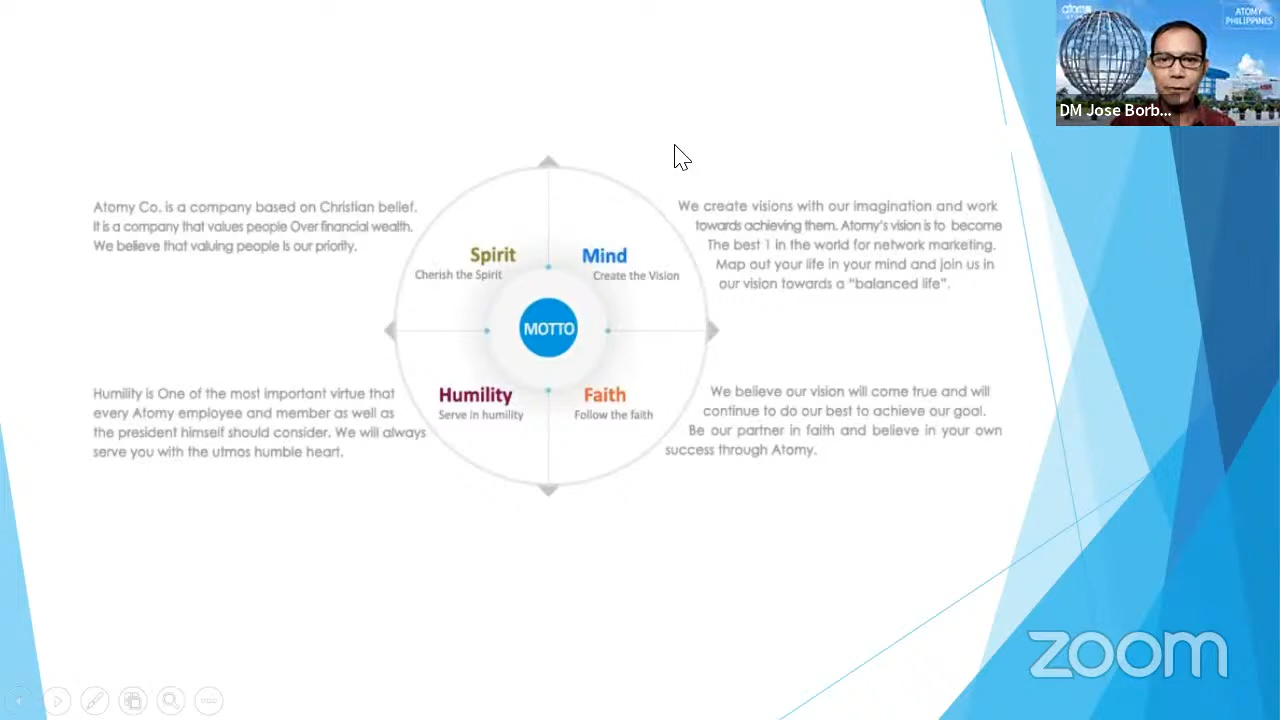 atom
ATOMY
PHILIPPINES
DM Jose Borb...
Atomy Co. is a company based on Christian belief.
It is a company that values people Over financial wealth.
We believe that valuing people Is our priority.
Spirit
Cherish the Spirit
Mind
Create the Vision
We create visions with our imagination and work
towards achieving them. Atomy's vision is to become
The best 1 in the world for network marketing.
Map out your life in your mind and join us in
our vision towards a "balanced life".
MOTTO
Humility is One of the most important virtue that
every Atomy employee and member as well as
the president himself should consider. We will always
serve you with the utmos humble heart.
Humility
Serve in humility
Faith
Follow the faith
We believe our vision will come true and will
continue to do our best to achieve our goal.
Be our partner in faith and believe in your own
success through Atomy.
zoom